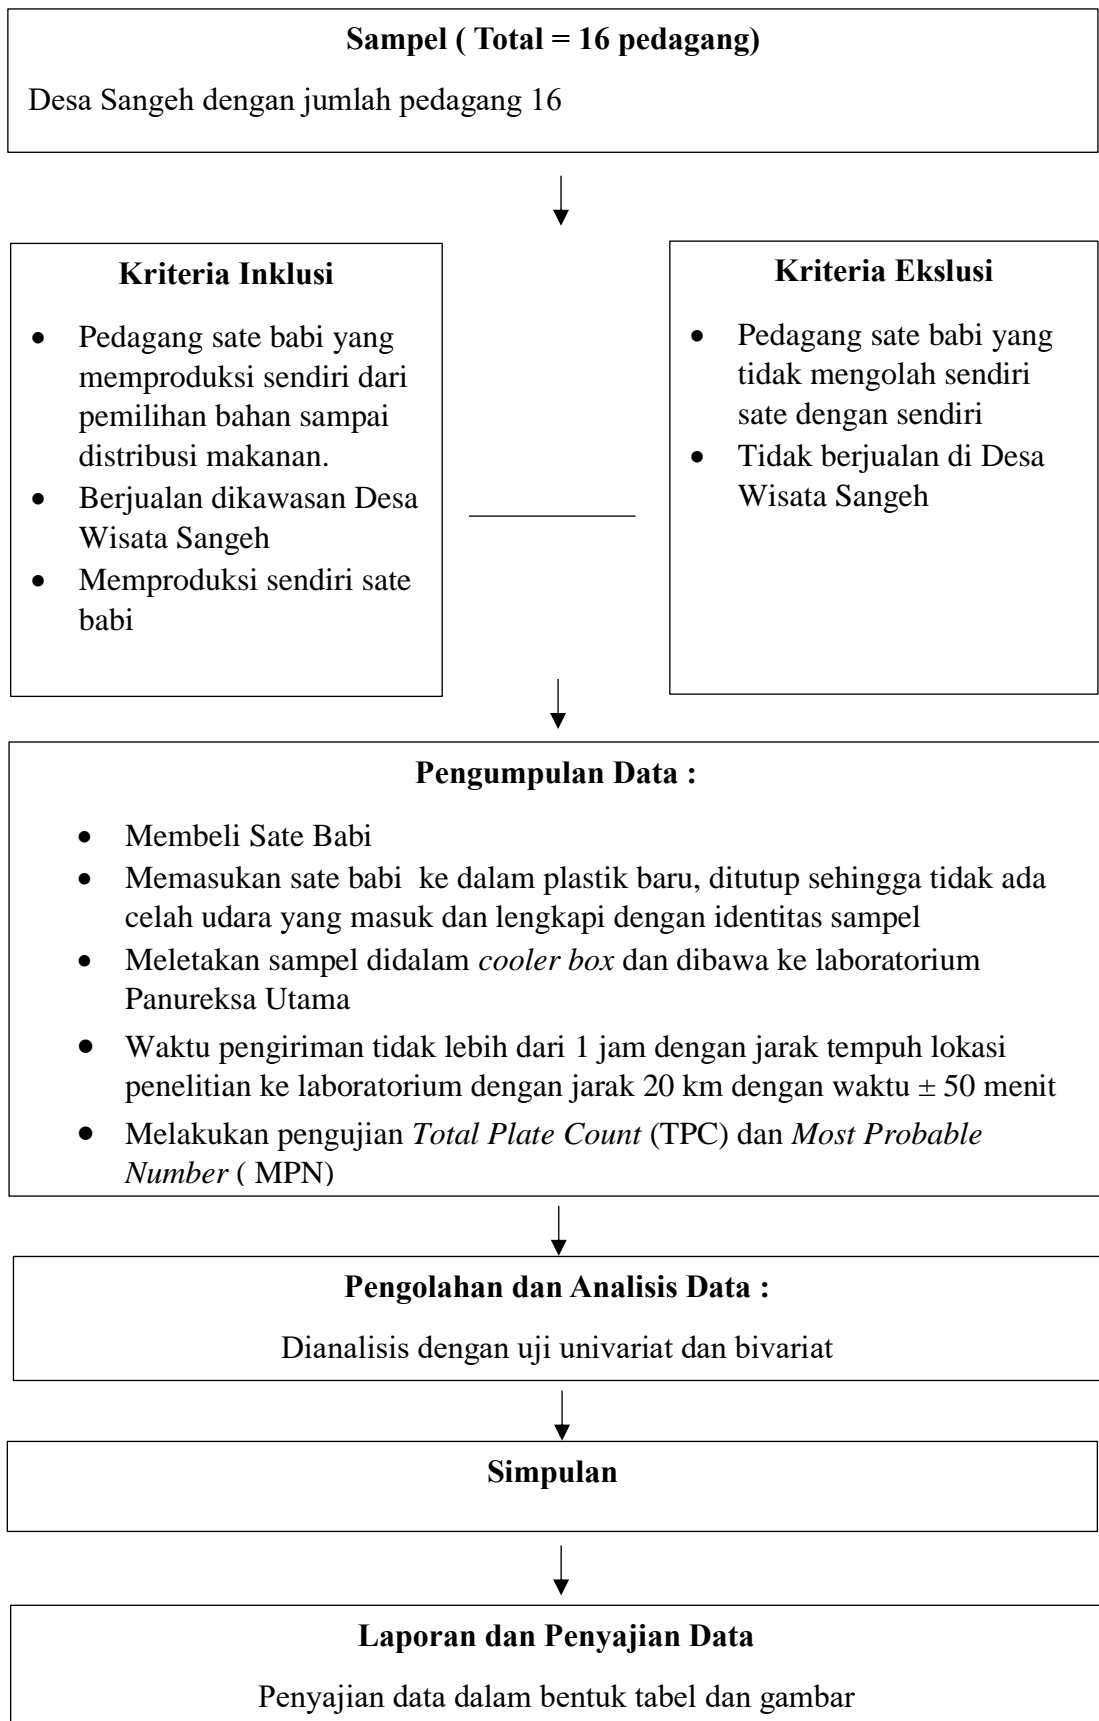 Sampel ( Total = 16 pedagang)
Desa Sangeh dengan jumlah pedagang 16
Kriteria Inklusi
• Pedagang sate babi yang
memproduksi sendiri dari
pemilihan bahan sampai
distribusi makanan.
• Berjualan dikawasan Desa
Wisata Sangeh
• Memproduksi sendiri sate
babi
Kriteria Ekslusi
• Pedagang sate babi yang
tidak mengolah sendiri
sate dengan sendiri
• Tidak berjualan di Desa
Wisata Sangeh
Pengumpulan Data :
• Membeli Sate Babi
• Memasukan sate babi  ke dalam plastik baru, ditutup sehingga tidak ada
celah udara yang masuk dan lengkapi dengan identitas sampel
• Meletakan sampel didalam cooler box dan dibawa ke laboratorium
Panureksa Utama
• Waktu pengiriman tidak lebih dari 1 jam dengan jarak tempuh lokasi
penelitian ke laboratorium dengan jarak 20 km dengan waktu ± 50 menit
• Melakukan pengujian Total Plate Count (TPC) dan Most Probable
Number ( MPN)
Pengolahan dan Analisis Data :
Dianalisis dengan uji univariat dan bivariat
Simpulan
Laporan dan Penyajian Data
Penyajian data dalam bentuk tabel dan gambar